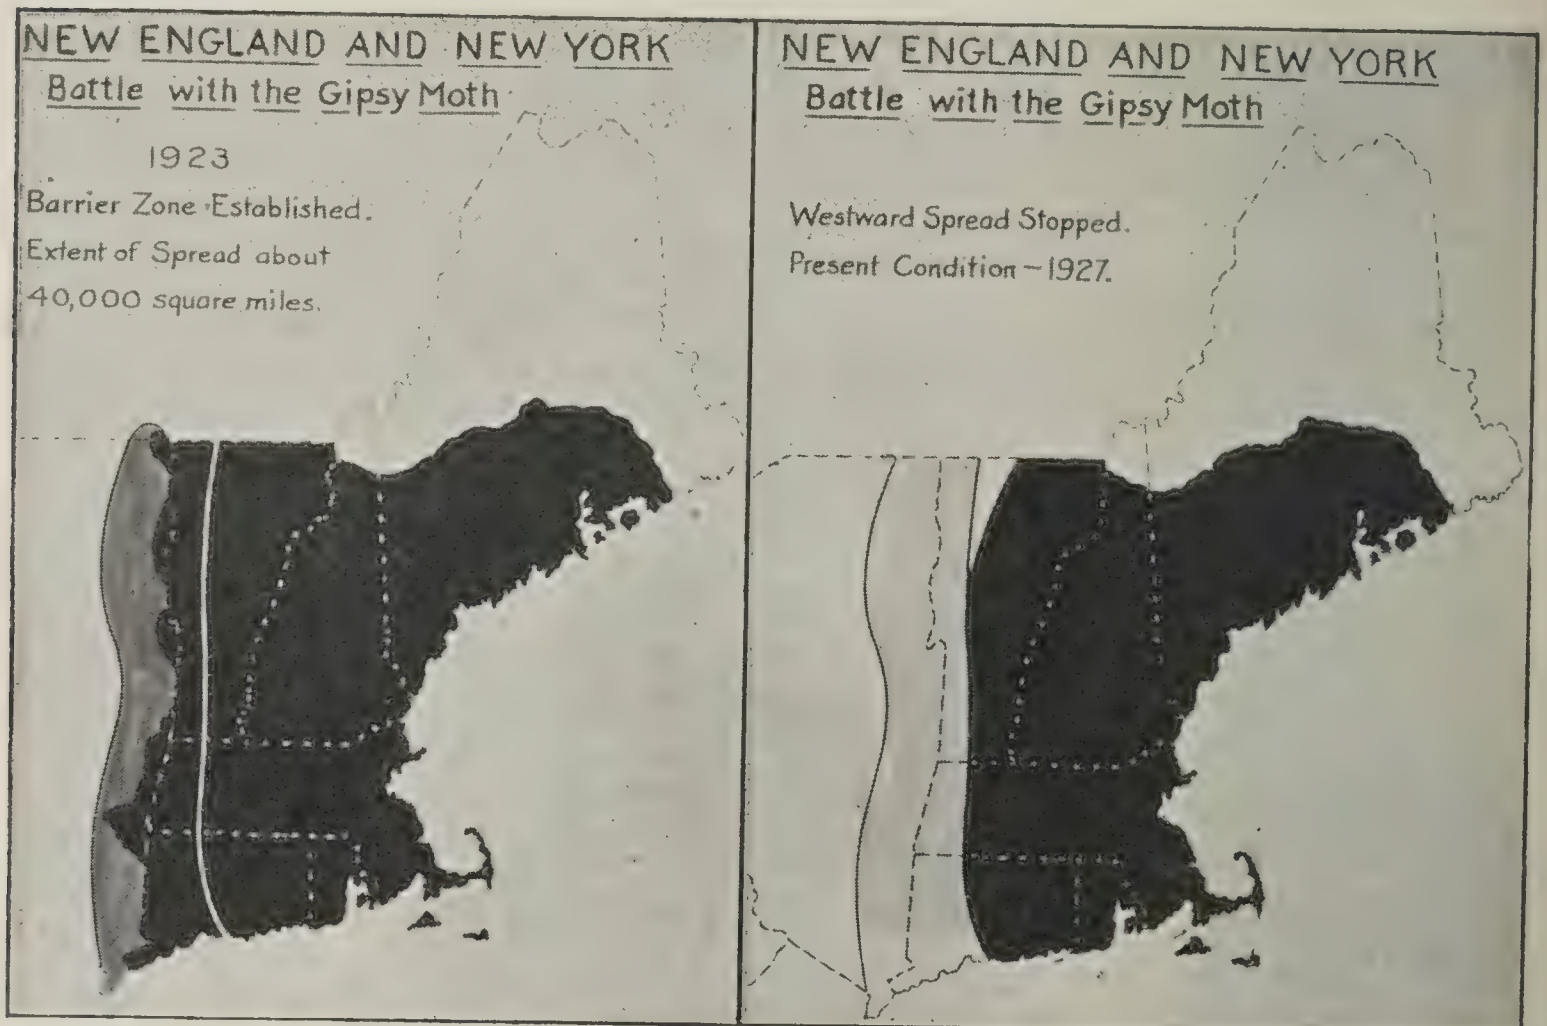 NEW ENGLAND AND NEW YORK
Battle with the Gipsy Moth
1923
Barrier Zone Established.
Extent of Spread about
40,000 square miles.
NEW ENGLAND AND NEW YORK
Battle with the Gipsy Moth
Westward Spread Stopped.
Present Condition - 1927.